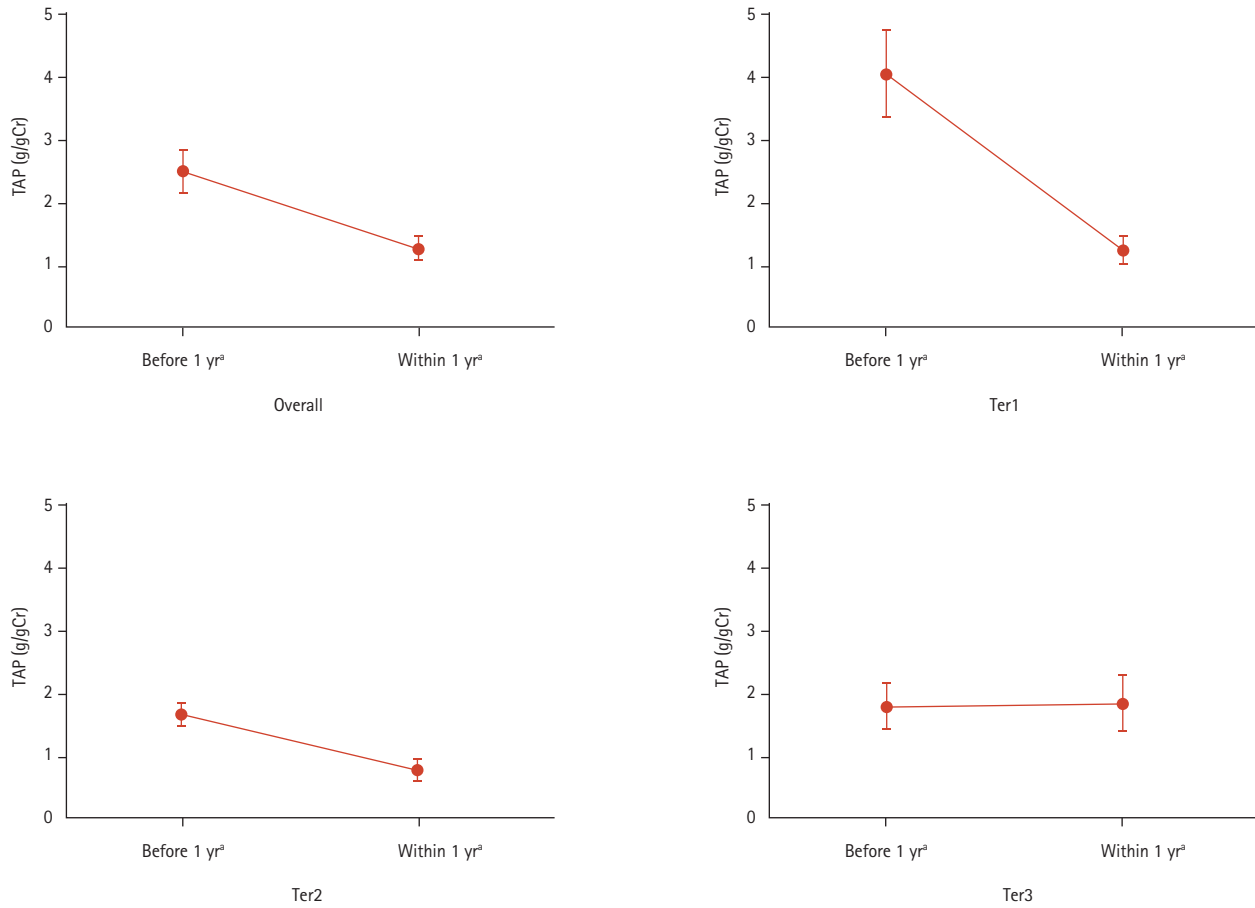 TAP (g/gCr)
5
4
3
2
1
0
Before 1 yrᵃ
Within 1 yrᵃ
Overall
TAP (g/gCr)
5
4
3
2
1
0
Before 1 yrᵃ
Within 1 yrᵃ
Ter1
TAP (g/gCr)
5
4
3
2
1
0
Before 1 yrᵃ
Within 1 yrᵃ
Ter2
TAP (g/gCr)
5
4
3
2
1
0
Before 1 yrᵃ
Within 1 yrᵃ
Ter3